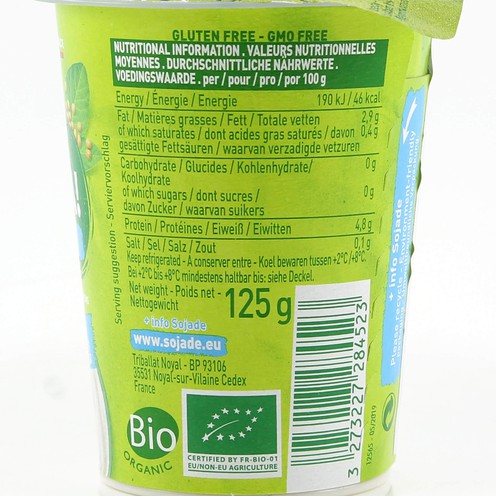 GLUTEN FREE - GMO FREE
NUTRITIONAL INFORMATION . VALEURS NUTRITIONNELLES
MOYENNES . DURCHSCHNITTLICHE NÄHRWERTE .
VOEDINGSWAARDE . per / pour / pro / por 100 g
Energy / Énergie / Energie 190 kJ / 46 kcal
Fat / Matières grasses / Fett / Totale vetten 2,9 g
of which saturates / dont acides gras saturés / davon 0,4 g
gesättigte Fettsäuren / waarvan verzadigde vetzuren
Carbohydrate / Glucides / Kohlenhydrate / 0 g
Koolhydrate
of which sugars / dont sucres / 0 g
davon Zucker / waarvan suikers
Protein / Protéines / Eiweiß / Eiwitten 4,8 g
Salt / Sel / Salz / Zout 0,1 g
Keep refrigerated - A conserver entre - Koel bewaren tussen +2°C /+8°C.
Bei +2°C bis +8°C mindestens haltbar bis: siehe Deckel.
Net weight - Poids net -
Nettogewicht
125 g
+ info Sojade
www.sojade.eu
Triballat Noyal - BP 93106
35531 Noyal-sur-Vilaine Cedex
France
Bio
ORGANIC
CERTIFIED BY FR-BIO-01
EU/NON-EU AGRICULTURE
3 273227 284523
12565 - 05/2019
Serving suggestion - Serviervorschlag
+ info Sojade
Please recycle